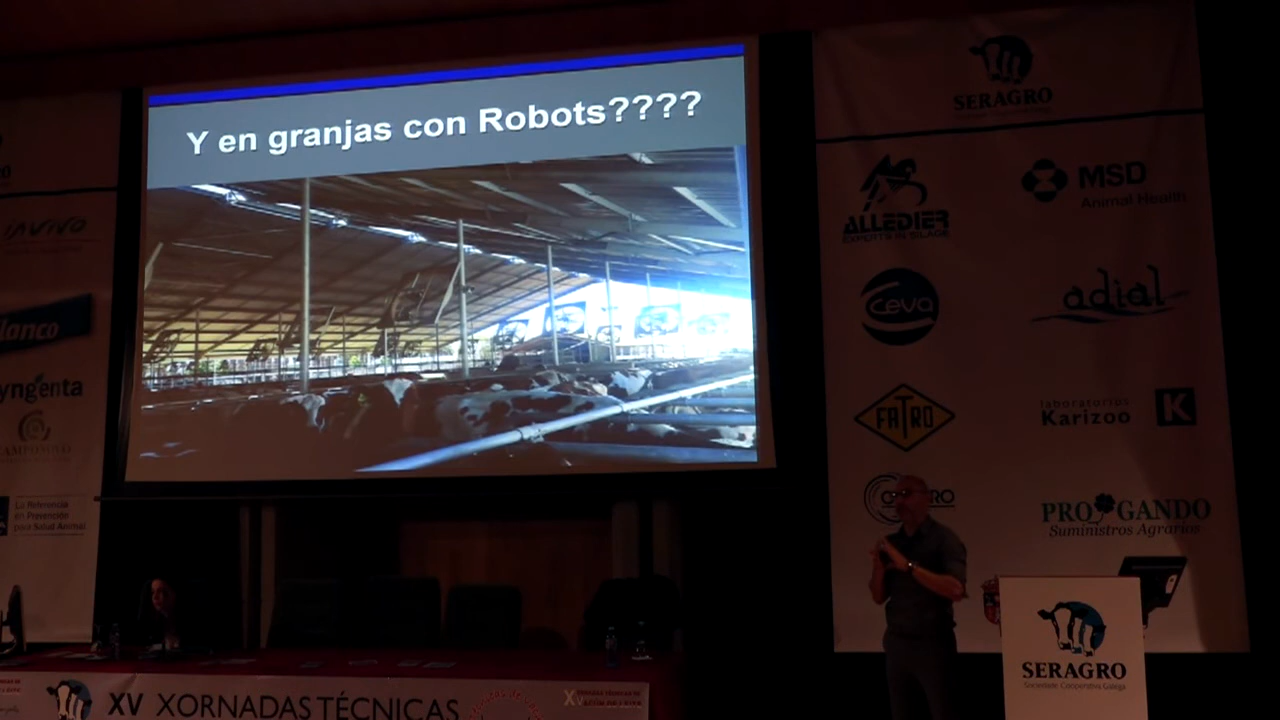 Y en granjas con Robots????
SERAGRO
ALLEDIER
EXPERTS IN SILAGE
MSD
Animal Health
ceva
adial
FATRO
laboratorios
Karizoo
K
PROGANDO
Suministros Agrarios
La Referencia
en Prevención
para Salud Animal
SERAGRO
Sociedade Cooperativa Galega
XV XORNADAS TÉCNICAS